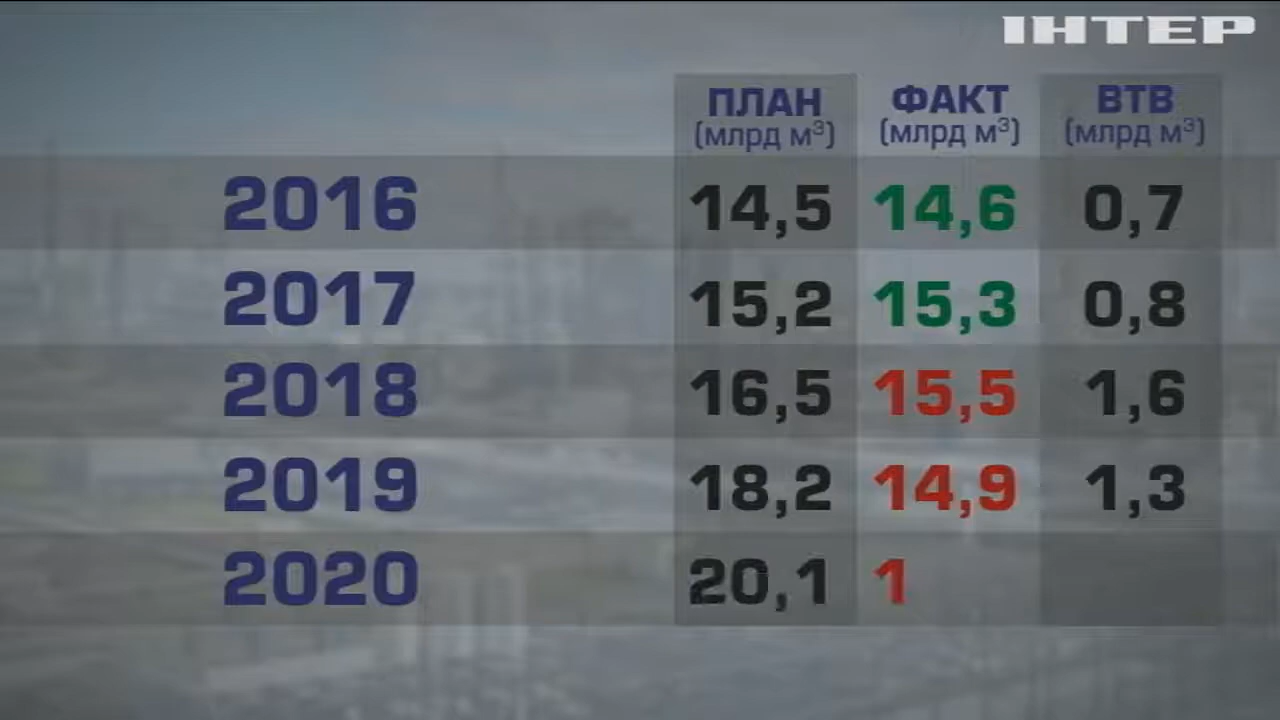 ІНТЕР
ПЛАН ФАКТ ВТВ
(млрд м³) (млрд м³) (млрд м³)
2016 14,5 14,6 0,7
2017 15,2 15,3 0,8
2018 16,5 15,5 1,6
2019 18,2 14,9 1,3
2020 20,1 1